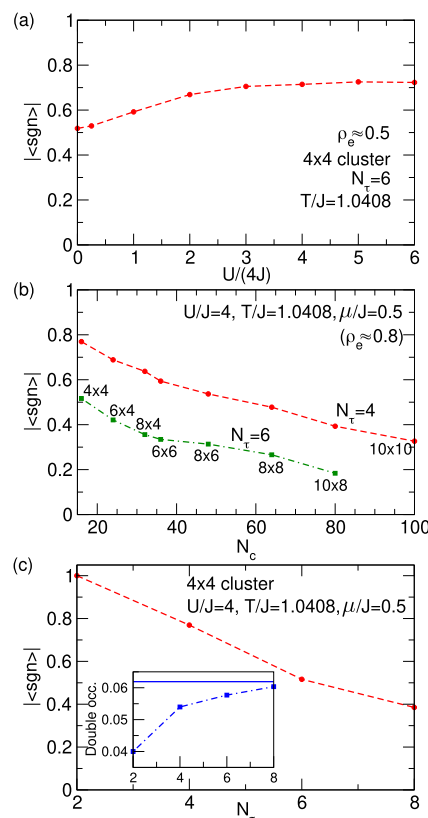 (a)
1
0.8
0.6
0.4
0.2
0
|<sgn>|
ρe≈0.5
4x4 cluster
Nτ=6
T/J=1.0408
0 1 2 3 4 5 6
U/(4J)
(b)
1
0.8
0.6
0.4
0.2
0
|<sgn>|
U/J=4, T/J=1.0408, μ/J=0.5
(ρe≈0.8)
4x4
6x4
8x4
6x6
Nτ=6
8x6
8x8
10x8
Nτ=4
10x10
20 40 60 80 100
Nc
(c)
1
0.8
0.6
0.4
0.2
0
|<sgn>|
4x4 cluster
U/J=4, T/J=1.0408, μ/J=0.5
Double occ.
0.06
0.05
0.04
2 4 6 8
2 4 6 8